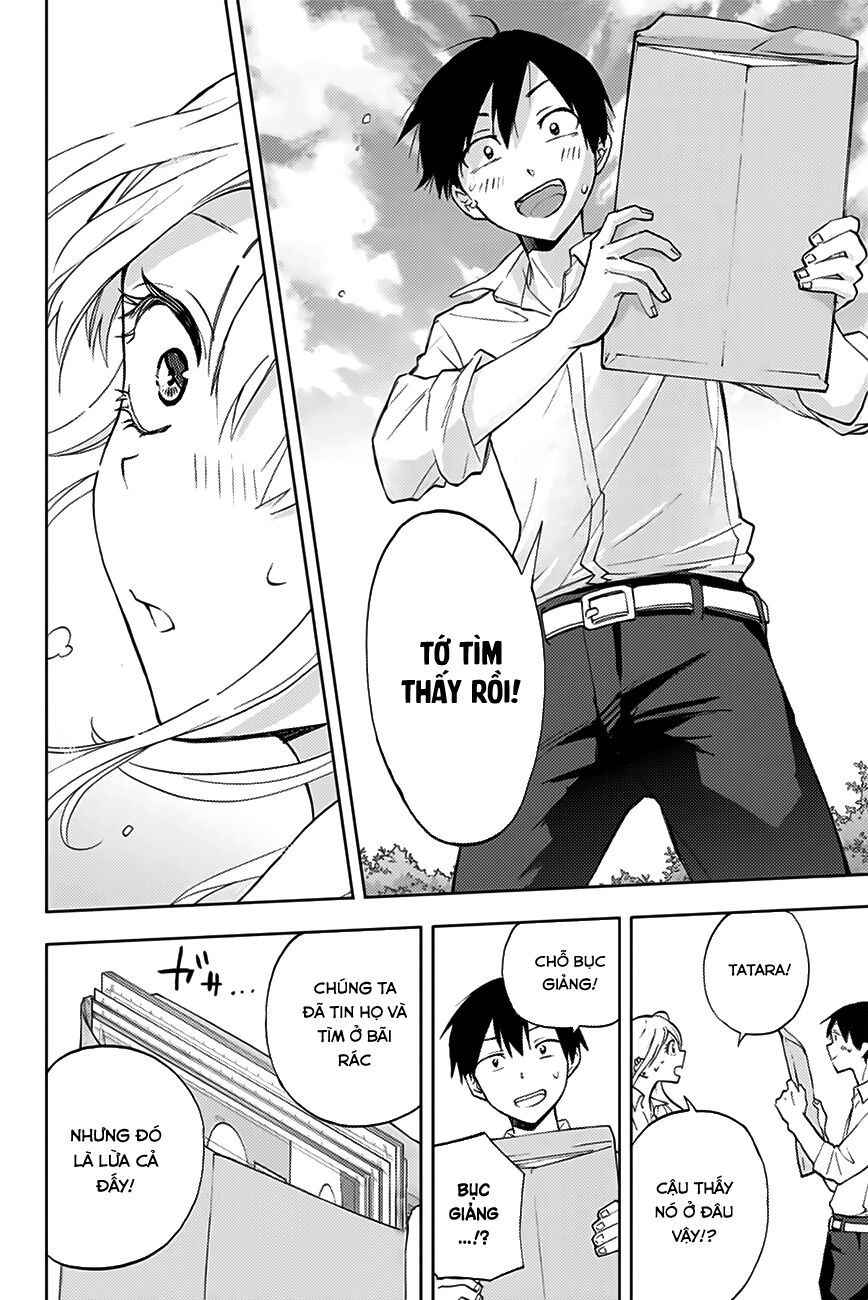 TỚ TÌM
THẤY RỒI!
TATARA!
CẬU THẤY
NÓ Ở ĐÂU
VẬY!?
CHỖ BỤC
GIẢNG!
BỤC
GIẢNG
...!?
CHÚNG TA
ĐÃ TIN HỌ VÀ
TÌM Ở BÃI
RÁC
ガサ...
NHƯNG ĐÓ
LÀ LỪA CẢ
ĐẤY!